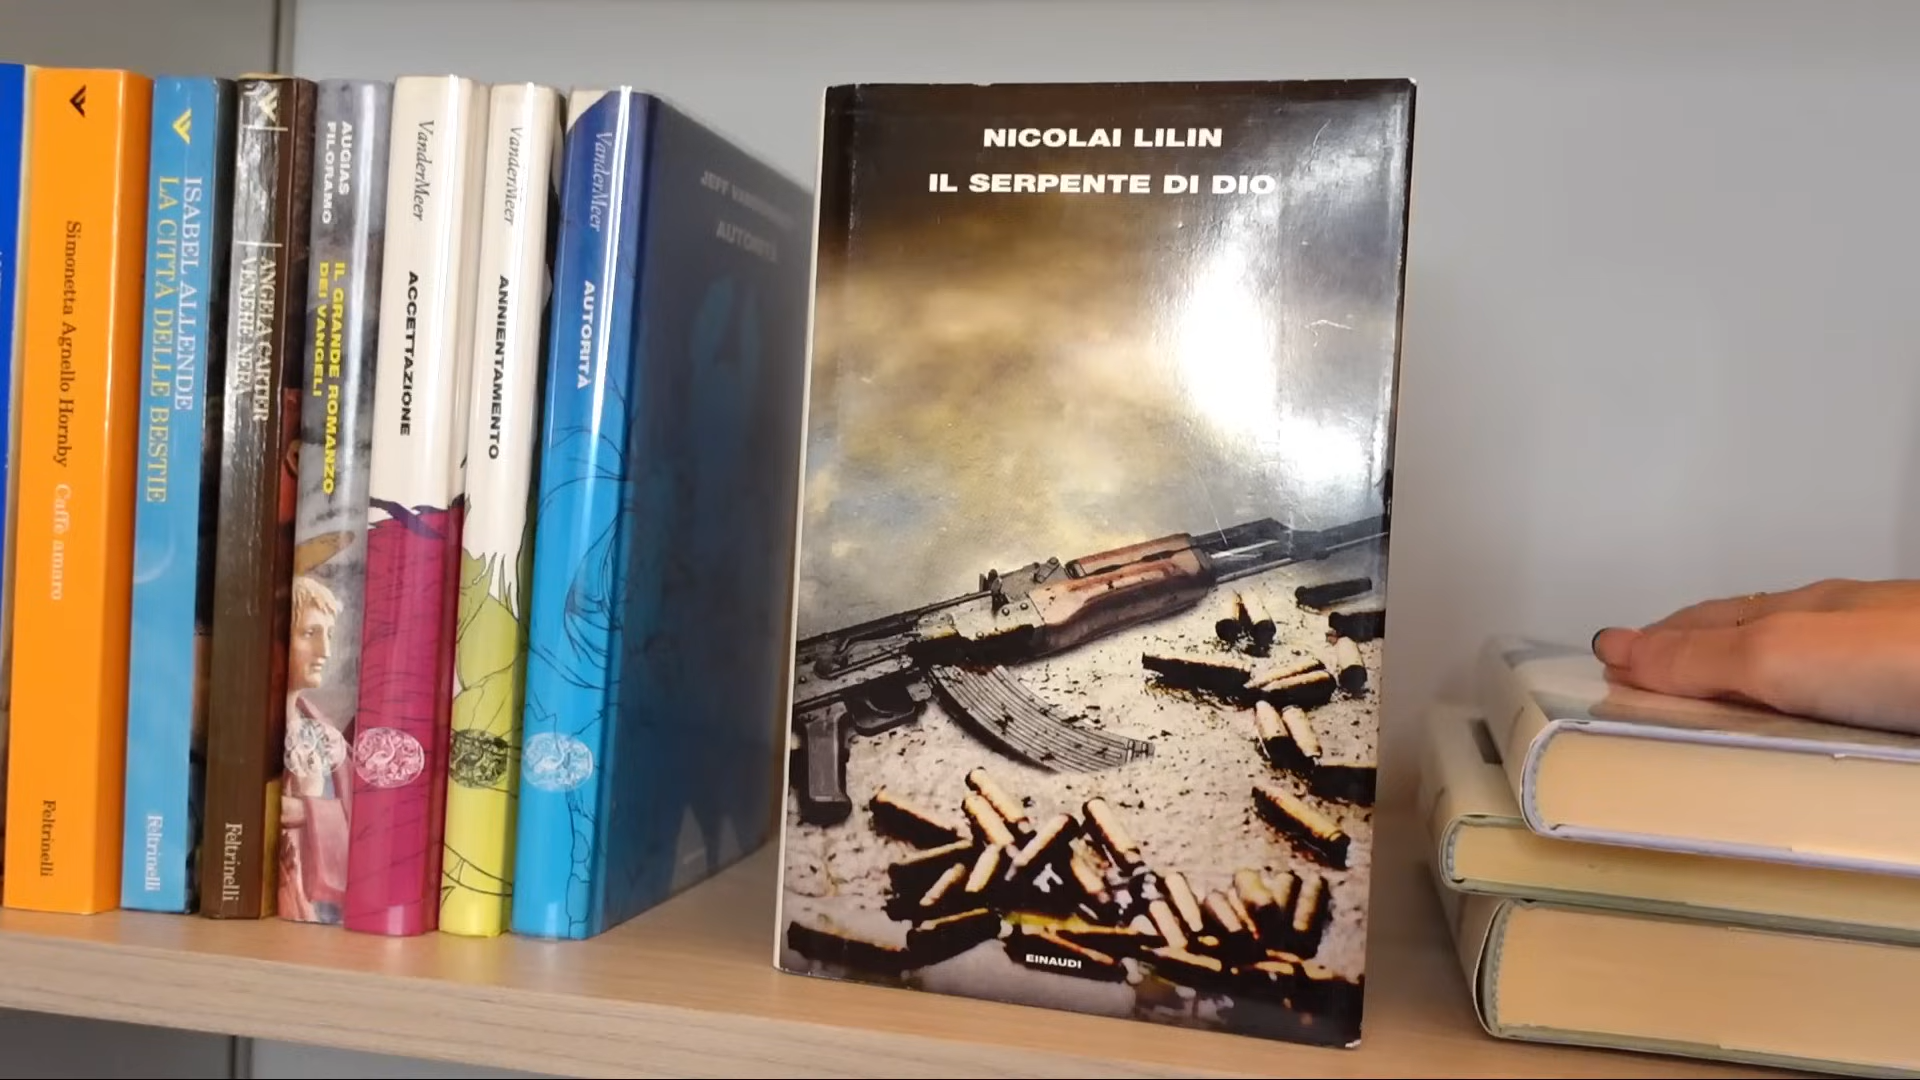 Simonetta Agnello Hornby Caffè amaro
Feltrinelli
ISABEL ALLENDE
LA CITTÀ DELLE BESTIE
Feltrinelli
ANGELA CARTER
VENERE NERA
Feltrinelli
AUGIAS
FILORAMO
IL GRANDE ROMANZO
DEI VANGELI
VanderMeer
ACCETTAZIONE
VanderMeer
ANNIENTAMENTO
VanderMeer
AUTORITÀ
JEFF VANDERMEER
AUTORITÀ
NICOLAI LILIN
IL SERPENTE DI DIO
EINAUDI